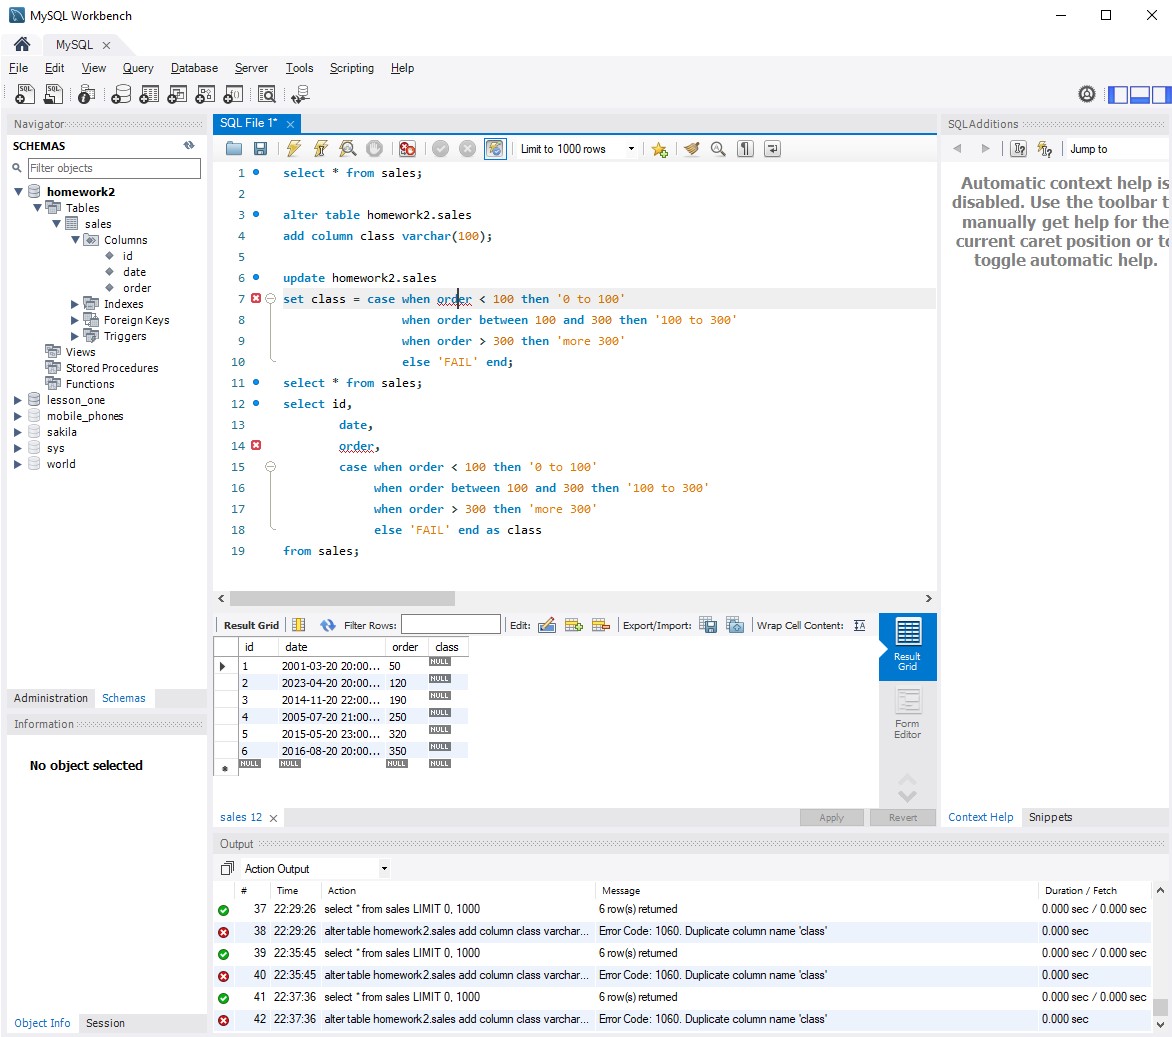 MySQL Workbench
MySQL
File Edit View Query Database Server Tools Scripting Help
Navigator
SCHEMAS
Filter objects
homework2
Tables
sales
Columns
id
date
order
Indexes
Foreign Keys
Triggers
Views
Stored Procedures
Functions
lesson_one
mobile_phones
sakila
sys
world
Administration Schemas
Information
No object selected
Object Info Session
SQL File 1*
Limit to 1000 rows
1 select * from sales;
2
3 alter table homework2.sales
4 add column class varchar(100);
5
6 update homework2.sales
7 set class = case when order < 100 then '0 to 100'
8 when order between 100 and 300 then '100 to 300'
9 when order > 300 then 'more 300'
10 else 'FAIL' end;
11 select * from sales;
12 select id,
13 date,
14 order,
15 case when order < 100 then '0 to 100'
16 when order between 100 and 300 then '100 to 300'
17 when order > 300 then 'more 300'
18 else 'FAIL' end as class
19 from sales;
Result Grid Filter Rows: Edit: Export/Import: Wrap Cell Content:
id date order class
1 2001-03-20 20:00... 50 NULL
2 2023-04-20 20:00... 120 NULL
3 2014-11-20 22:00... 190 NULL
4 2005-07-20 21:00... 250 NULL
5 2015-05-20 23:00... 320 NULL
6 2016-08-20 20:00... 350 NULL
NULL NULL NULL NULL
Result
Grid
Form
Editor
sales 12 Apply Revert
SQLAdditions
Jump to
Automatic context help is
disabled. Use the toolbar t
manually get help for the
current caret position or to
toggle automatic help.
Context Help Snippets
Output
Action Output
# Time Action Message Duration / Fetch
37 22:29:26 select * from sales LIMIT 0, 1000 6 row(s) returned 0.000 sec / 0.000 sec
38 22:29:26 alter table homework2.sales add column class varchar... Error Code: 1060. Duplicate column name 'class' 0.000 sec
39 22:35:45 select * from sales LIMIT 0, 1000 6 row(s) returned 0.000 sec / 0.000 sec
40 22:35:45 alter table homework2.sales add column class varchar... Error Code: 1060. Duplicate column name 'class' 0.000 sec
41 22:37:36 select * from sales LIMIT 0, 1000 6 row(s) returned 0.000 sec / 0.000 sec
42 22:37:36 alter table homework2.sales add column class varchar... Error Code: 1060. Duplicate column name 'class' 0.000 sec